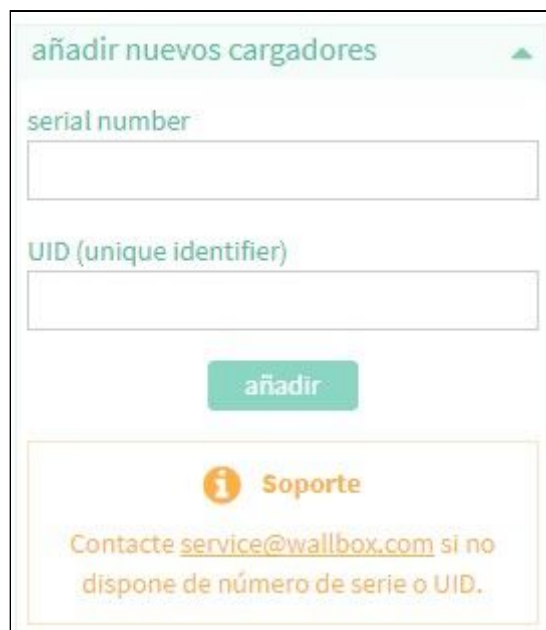 añadir nuevos cargadores
serial number
UID (unique identifier)
añadir
Soporte
Contacte service@wallbox.com si no
dispone de número de serie o UID.